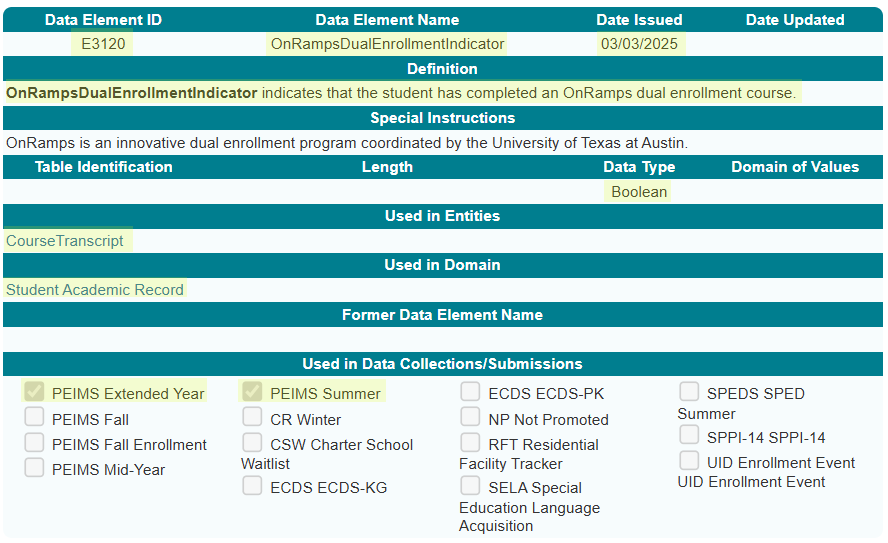 Data Element ID Data Element Name Date Issued Date Updated
E3120 OnRampsDualEnrollmentIndicator 03/03/2025
Definition
OnRampsDualEnrollmentIndicator indicates that the student has completed an OnRamps dual enrollment course.
Special Instructions
OnRamps is an innovative dual enrollment program coordinated by the University of Texas at Austin.
Table Identification Length Data Type Domain of Values
Boolean
Used in Entities
CourseTranscript
Used in Domain
Student Academic Record
Former Data Element Name
Used in Data Collections/Submissions
PEIMS Extended Year
PEIMS Fall
PEIMS Fall Enrollment
PEIMS Mid-Year
PEIMS Summer
CR Winter
CSW Charter School
Waitlist
ECDS ECDS-KG
ECDS ECDS-PK
NP Not Promoted
RFT Residential
Facility Tracker
SELA Special
Education Language
Acquisition
SPEDS SPED
Summer
SPPI-14 SPPI-14
UID Enrollment Event
UID Enrollment Event